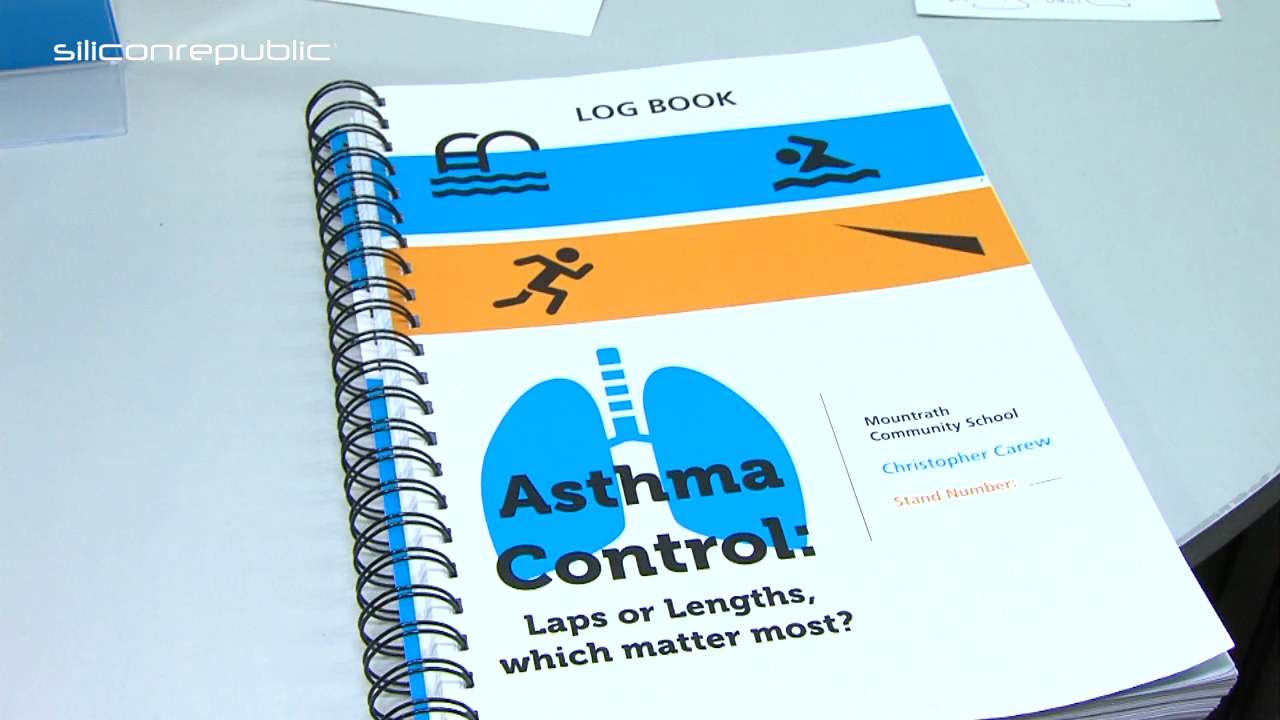 siliconrepublic
LOG BOOK
Asthma
Control:
Laps or Lengths,
which matter most?
Mountrath
Community School
Christopher Carew
Stand Number: